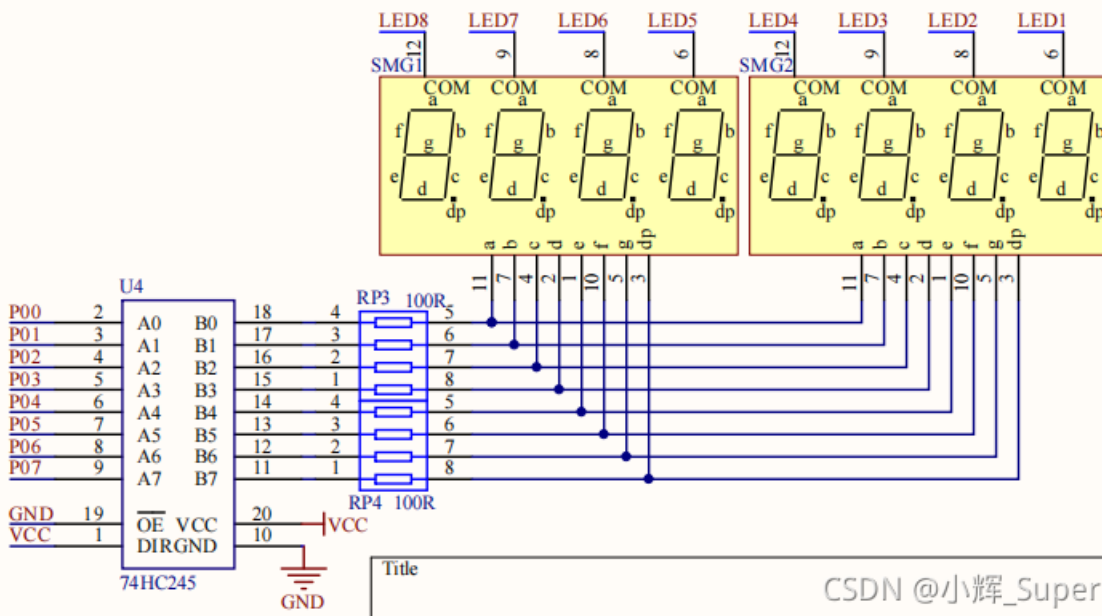 LED8 LED7 LED6 LED5 LED4 LED3 LED2 LED1
12 9 8 6 12 9 8 6
SMG1 SMG2
COM COM COM COM COM COM COM COM
a a a a a a a a
f b f b f b f b f b f b f b f
g g g g g g g g
e d c e d c e d c e d c e d c e d c e d c e d c
dp dp dp dp dp dp dp dp
a b c d e f g dp a b c d e f g dp
11 7 4 2 1 10 5 3 11 7 4 2 1 10 5 3
U4
RP3 100R
P00 2 A0 B0 18 4 5
P01 3 A1 B1 17 3 6
P02 4 A2 B2 16 2 7
P03 5 A3 B3 15 1 8
P04 6 A4 B4 14 4 5
P05 7 A5 B5 13 3 6
P06 8 A6 B6 12 2 7
P07 9 A7 B7 11 1 8
RP4 100R
GND 19 OE VCC 20 VCC
VCC 1 DIR GND 10
74HC245
GND
Title
CSDN @小辉_Super